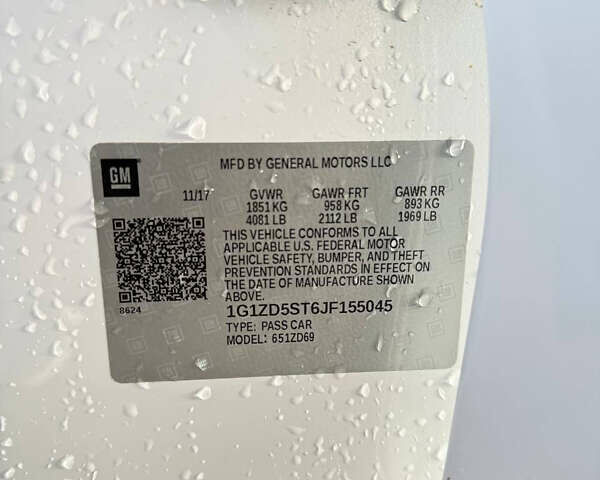 GM
MFD BY GENERAL MOTORS LLC
11/17 GVWR GAWR FRT GAWR RR
1851 KG 958 KG 893 KG
4081 LB 2112 LB 1969 LB
THIS VEHICLE CONFORMS TO ALL
APPLICABLE U.S. FEDERAL MOTOR
VEHICLE SAFETY, BUMPER, AND THEFT
PREVENTION STANDARDS IN EFFECT ON
THE DATE OF MANUFACTURE SHOWN
ABOVE.
8624
1G1ZD5ST6JF155045
TYPE: PASS CAR
MODEL: 651ZD69